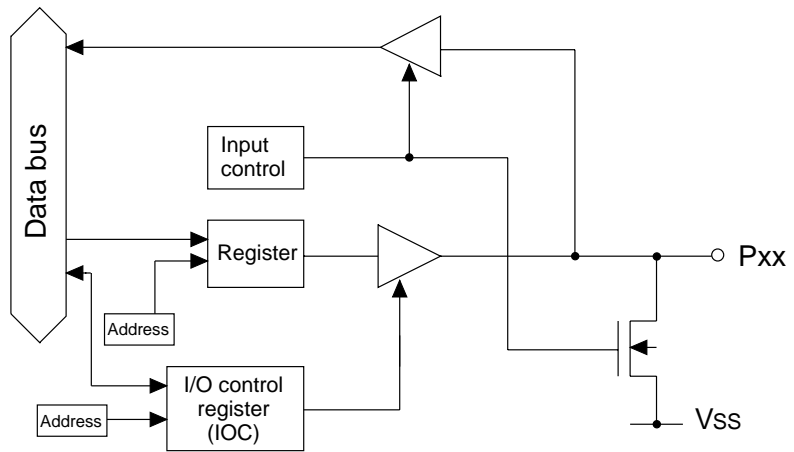 Data bus
Input
control
Register
Pxx
Address
I/O control
register
(IOC)
Address
VSS